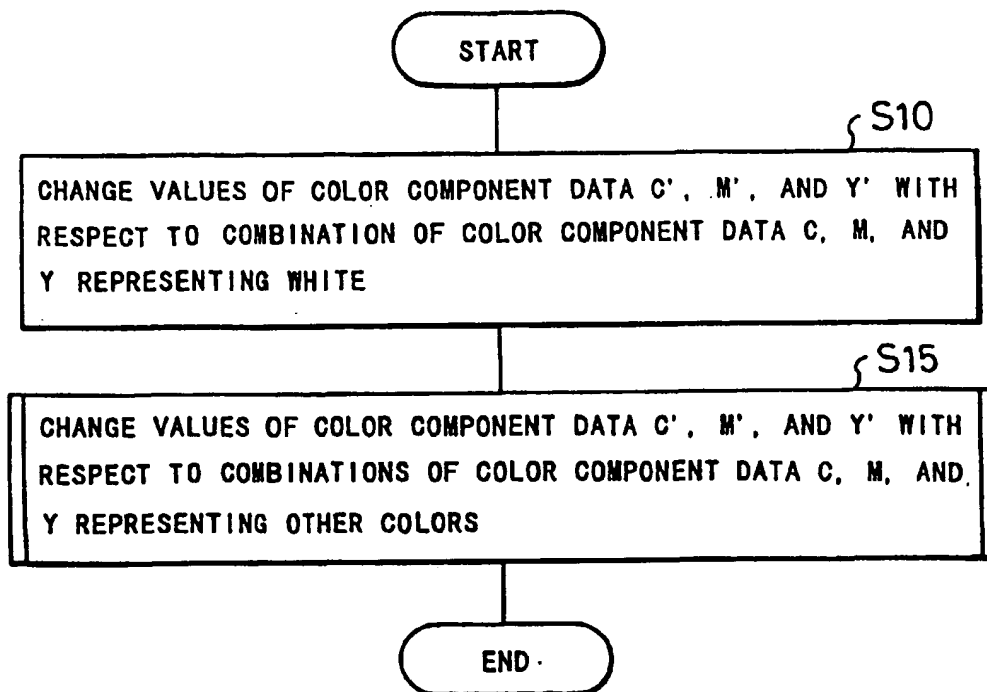 START
S10
CHANGE VALUES OF COLOR COMPONENT DATA C', M', AND Y' WITH
RESPECT TO COMBINATION OF COLOR COMPONENT DATA C, M, AND
Y REPRESENTING WHITE
S15
CHANGE VALUES OF COLOR COMPONENT DATA C', M', AND Y' WITH
RESPECT TO COMBINATIONS OF COLOR COMPONENT DATA C, M, AND
Y REPRESENTING OTHER COLORS
END